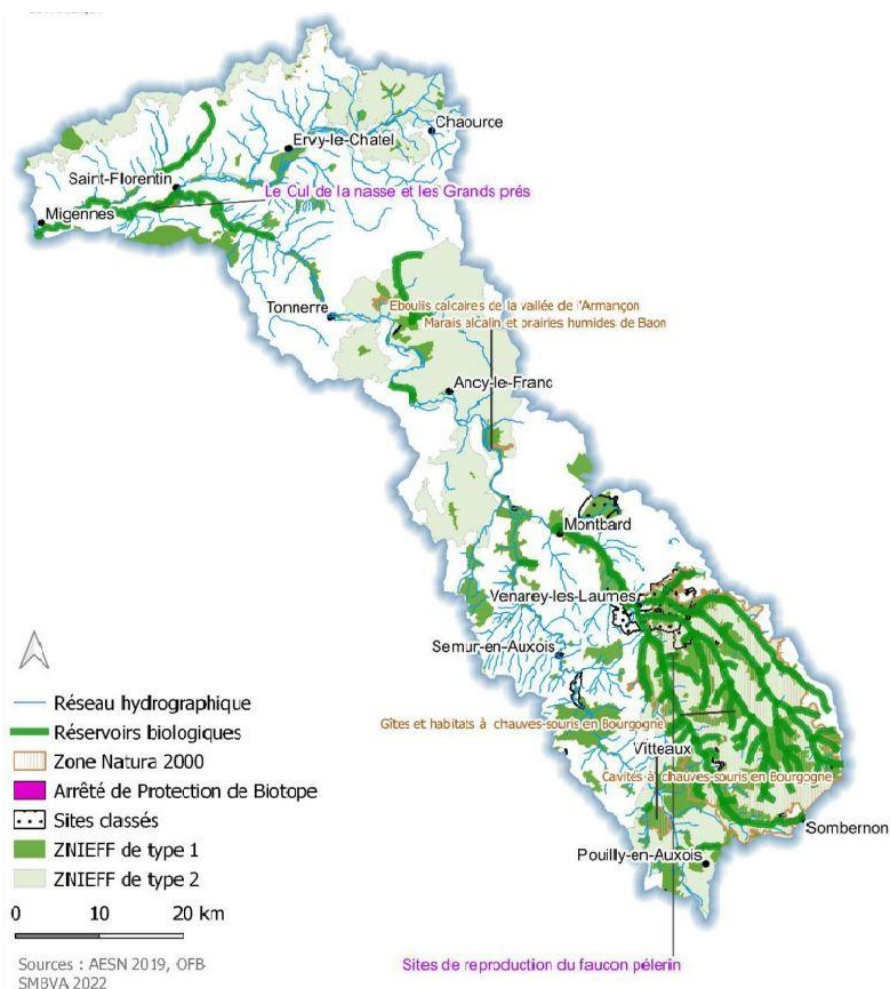 Chaource
Ervy-le-Chatel
Saint-Florentin
Le Cul de la nasse et les Grands prés
Migennes
Tonnerre
Eboulis calcaires de la vallée de l'Armançon
Marais alcalin et prairies humides de Baon
Ancy-le-Franc
Montbard
Venarey-les-Laumes
Semur-en-Auxois
Gîtes et habitats à chauves-souris en Bourgogne
Vitteaux
Cavités à chauves-souris en Bourgogne
Sombernon
Pouilly-en-Auxois
Sites de reproduction du faucon pélerin
Réseau hydrographique
Réservoirs biologiques
Zone Natura 2000
Arrêté de Protection de Biotope
Sites classés
ZNIEFF de type 1
ZNIEFF de type 2
0 10 20 km
Sources : AESN 2019, OFB
SMBVA 2022